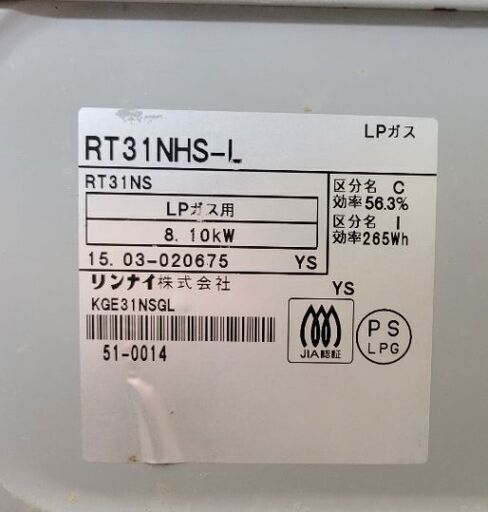 LPガス
RT31NHS-L
RT31NS
LPガス用
8.10kW
区分名 C
効率56.3%
区分名 I
効率265Wh
15.03-020675 YS
リンナイ株式会社
YS
KGE31NSGL
51-0014
JIA認証
PS
LPG